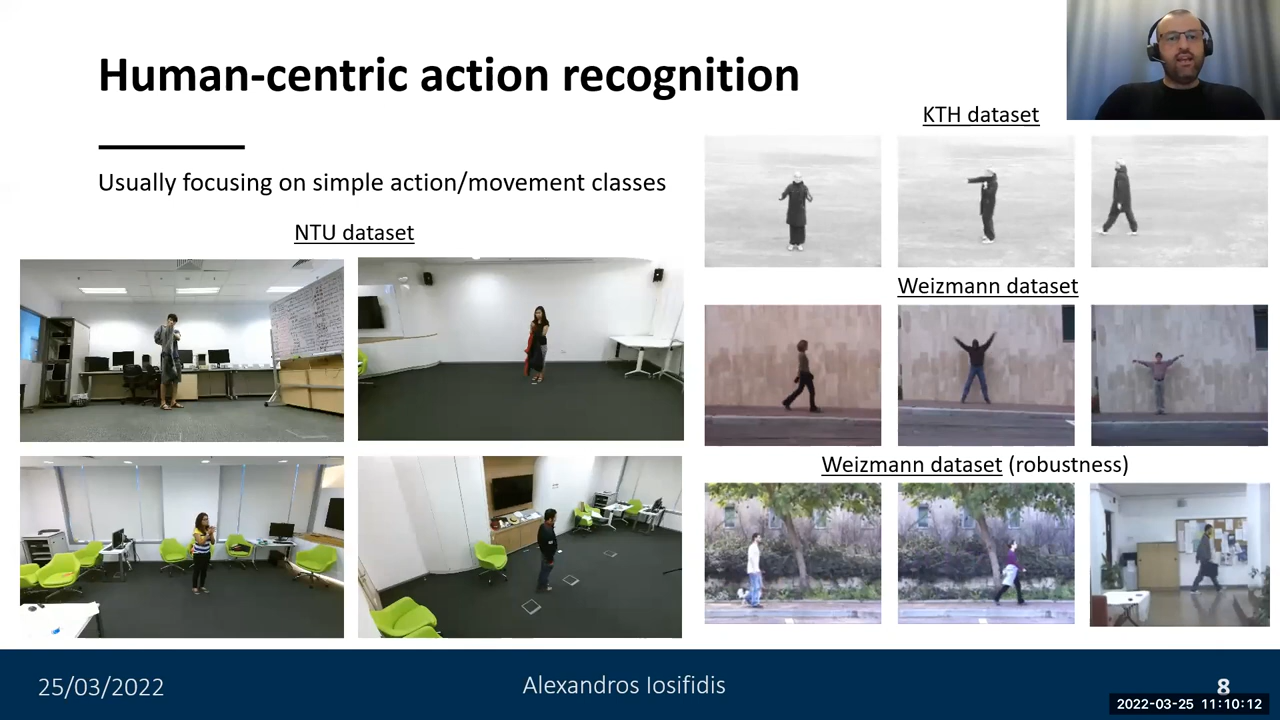 Human-centric action recognition
Usually focusing on simple action/movement classes
NTU dataset
KTH dataset
Weizmann dataset
Weizmann dataset (robustness)
25/03/2022
Alexandros Iosifidis
8
2022-03-25 11:10:12